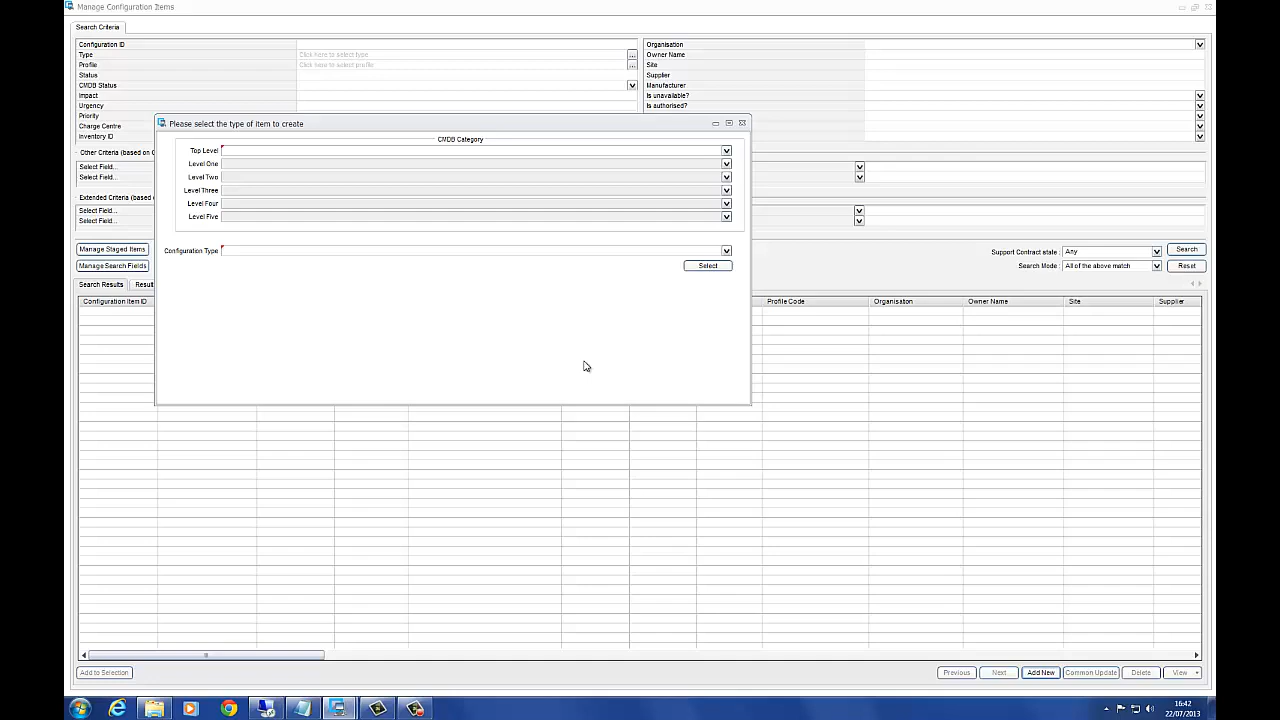 Manage Configuration Items
Search Criteria
Configuration ID
Type
Click here to select type
...
Profile
Click here to select profile
...
Status
CMDB Status
Impact
Urgency
Priority
Charge Centre
Inventory ID
Organisation
Owner Name
Site
Supplier
Manufacturer
Is unavailable?
Is authorised?
Other Criteria (based on C
Select Field...
Select Field...
Extended Criteria (based
Select Field...
Select Field...
Please select the type of item to create
CMDB Category
Top Level
Level One
Level Two
Level Three
Level Four
Level Five
Configuration Type
Select
Manage Staged Items
Manage Search Fields
Support Contract state : Any
Search
Search Mode: All of the above match
Reset
Search Results
Result
Configuration Item ID
Profile Code
Organisation
Owner Name
Site
Supplier
Add to Selection
Previous
Next
Add New
Common Update
Delete
View
16:42
22/07/2013